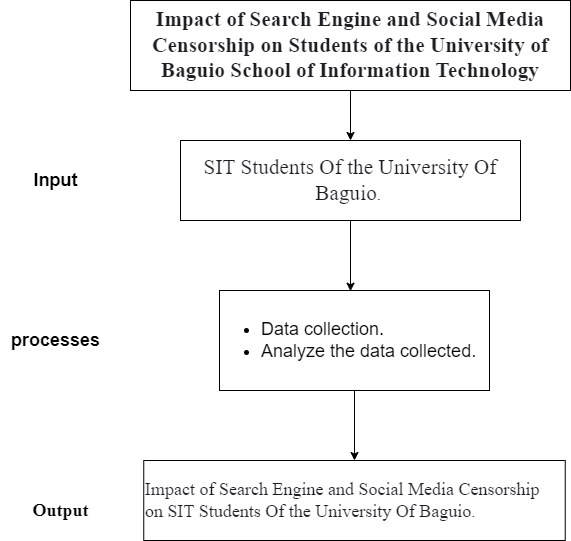 Impact of Search Engine and Social Media
Censorship on Students of the University of
Baguio School of Information Technology
Input
SIT Students Of the University Of
Baguio.
processes
• Data collection.
• Analyze the data collected.
Output
Impact of Search Engine and Social Media Censorship
on SIT Students Of the University Of Baguio.